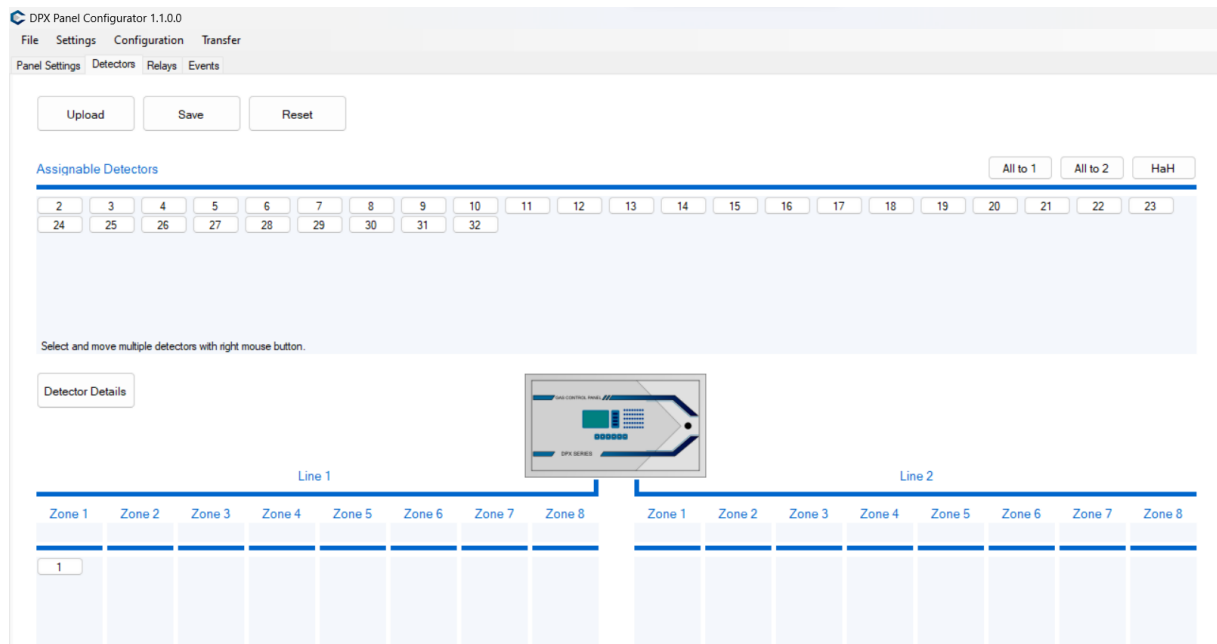 DPX Panel Configurator 1.1.0.0
File Settings Configuration Transfer
Panel Settings Detectors Relays Events
Upload Save Reset
Assignable Detectors All to 1 All to 2 HaH
2 3 4 5 6 7 8 9 10 11 12 13 14 15 16 17 18 19 20 21 22 23
24 25 26 27 28 29 30 31 32
Select and move multiple detectors with right mouse button.
Detector Details
GAS CONTROL PANEL
DPX SERIES
Line 1 Line 2
Zone 1 Zone 2 Zone 3 Zone 4 Zone 5 Zone 6 Zone 7 Zone 8 Zone 1 Zone 2 Zone 3 Zone 4 Zone 5 Zone 6 Zone 7 Zone 8
1